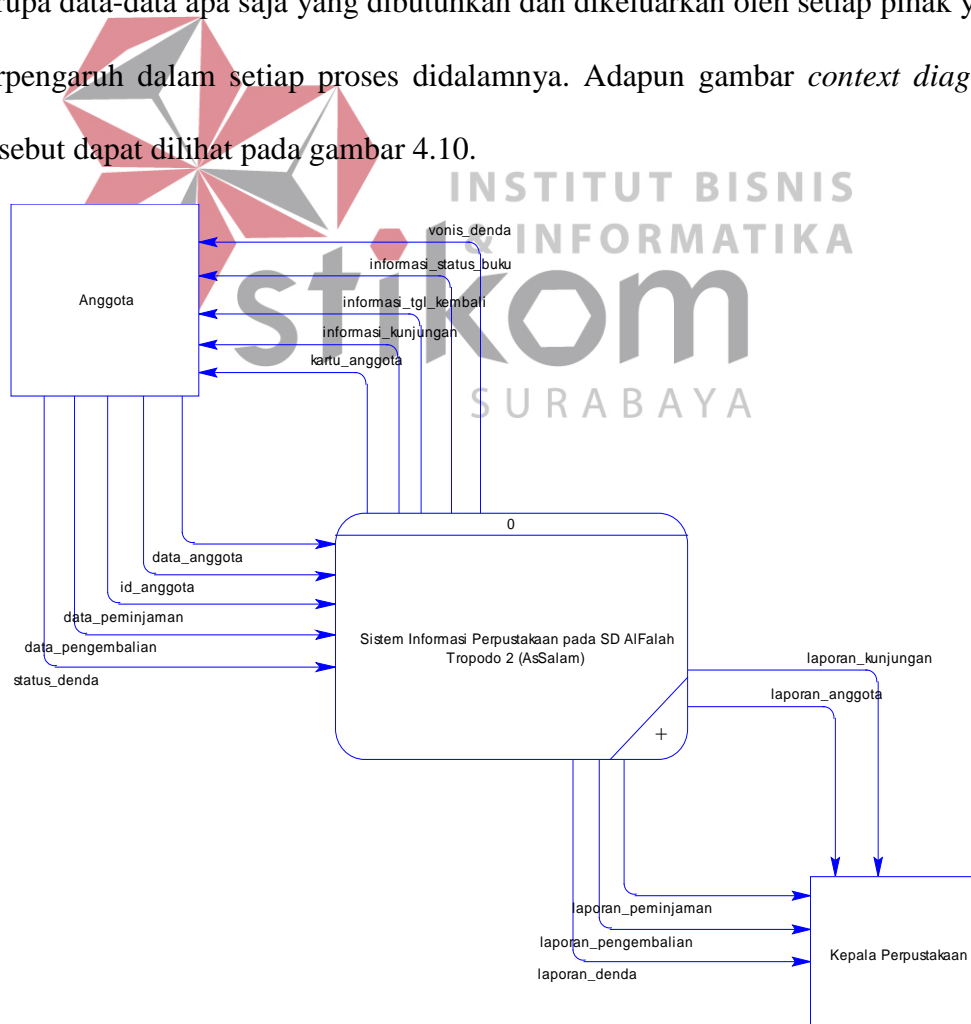 rupa data-data apa saja yang dibutuhkan dan dikeluarkan oleh setiap pihak y
rpengaruh dalam setiap proses didalamnya. Adapun gambar context diag
sebut dapat dilihat pada gambar 4.10.
INSTITUT BISNIS
& INFORMATIKA
stikom
SURABAYA
Anggota
vonis_denda
informasi_status_buku
informasi_tgl_kembali
informasi_kunjungan
kartu_anggota
0
data_anggota
id_anggota
data_peminjaman
data_pengembalian
status_denda
Sistem Informasi Perpustakaan pada SD AlFalah
Tropodo 2 (AsSalam)
+
laporan_kunjungan
laporan_anggota
laporan_peminjaman
laporan_pengembalian
laporan_denda
Kepala Perpustakaan